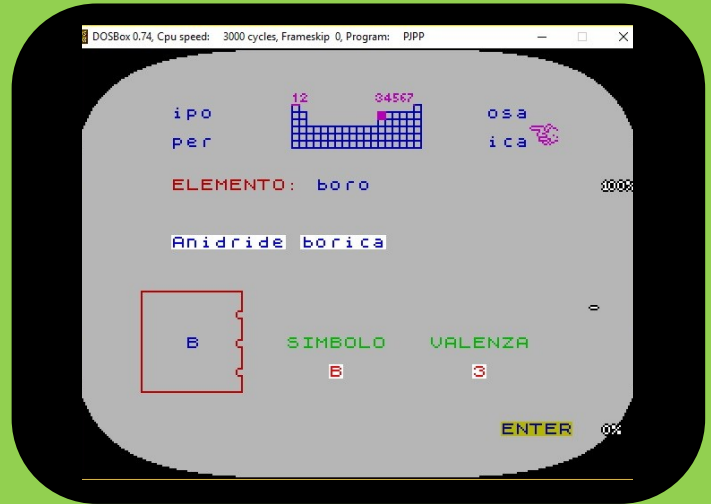 DOSBox 0.74, Cpu speed: 3000 cycles, Frameskip 0, Program: PJPP
12 34567
ipo osa
per ica
ELEMENTO: boro
100%
Anidride borica
B SIMBOLO VALENZA
B 3
ENTER 0%